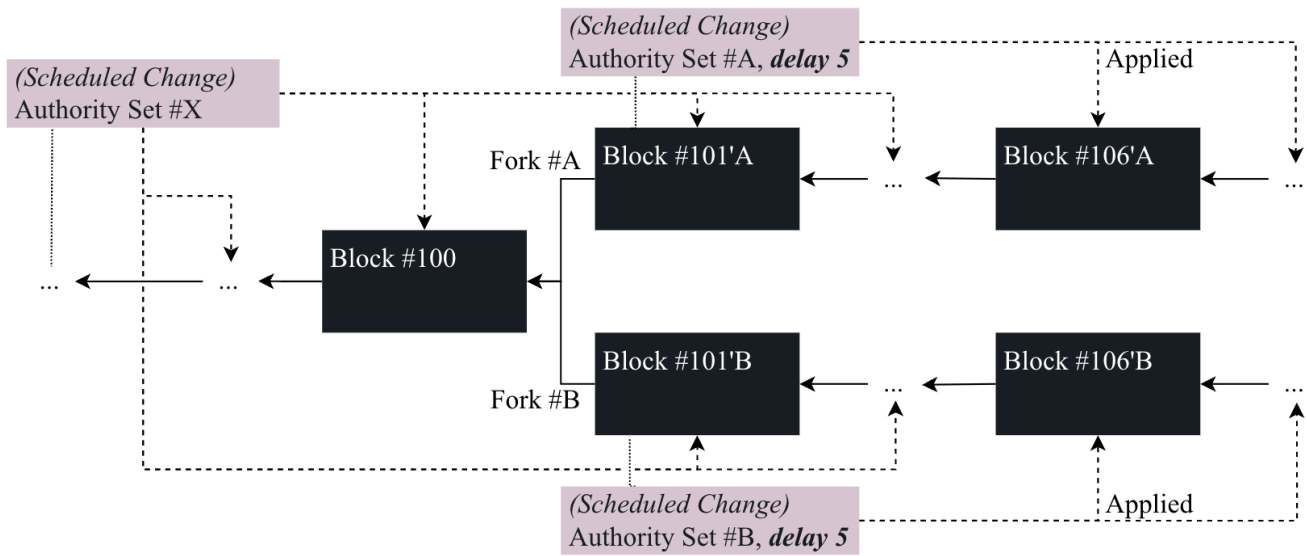 (Scheduled Change)
Authority Set #A, delay 5
Applied
(Scheduled Change)
Authority Set #X
Fork #A
Block #101'A
...
Block #106'A
...
...
...
Block #100
Fork #B
Block #101'B
...
Block #106'B
...
(Scheduled Change)
Authority Set #B, delay 5
Applied